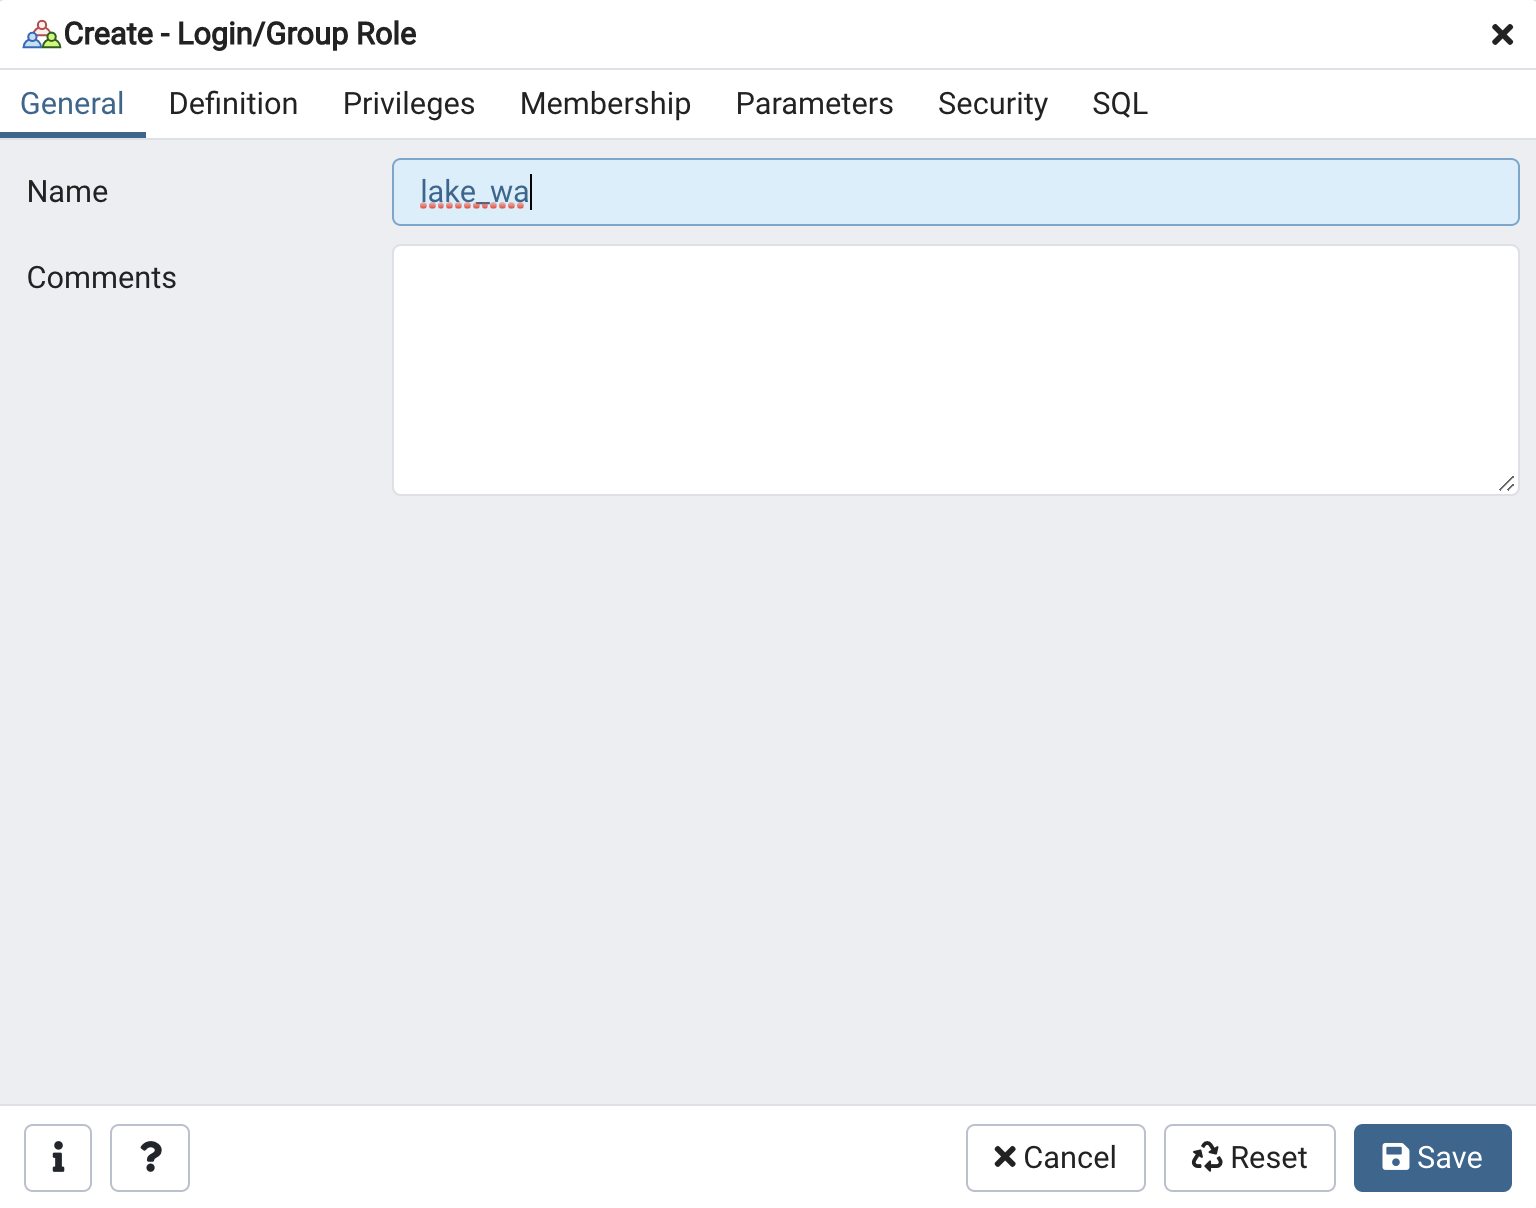 Create - Login/Group Role
General Definition Privileges Membership Parameters Security SQL
Name lake_wa
Comments
i ? Cancel Reset Save